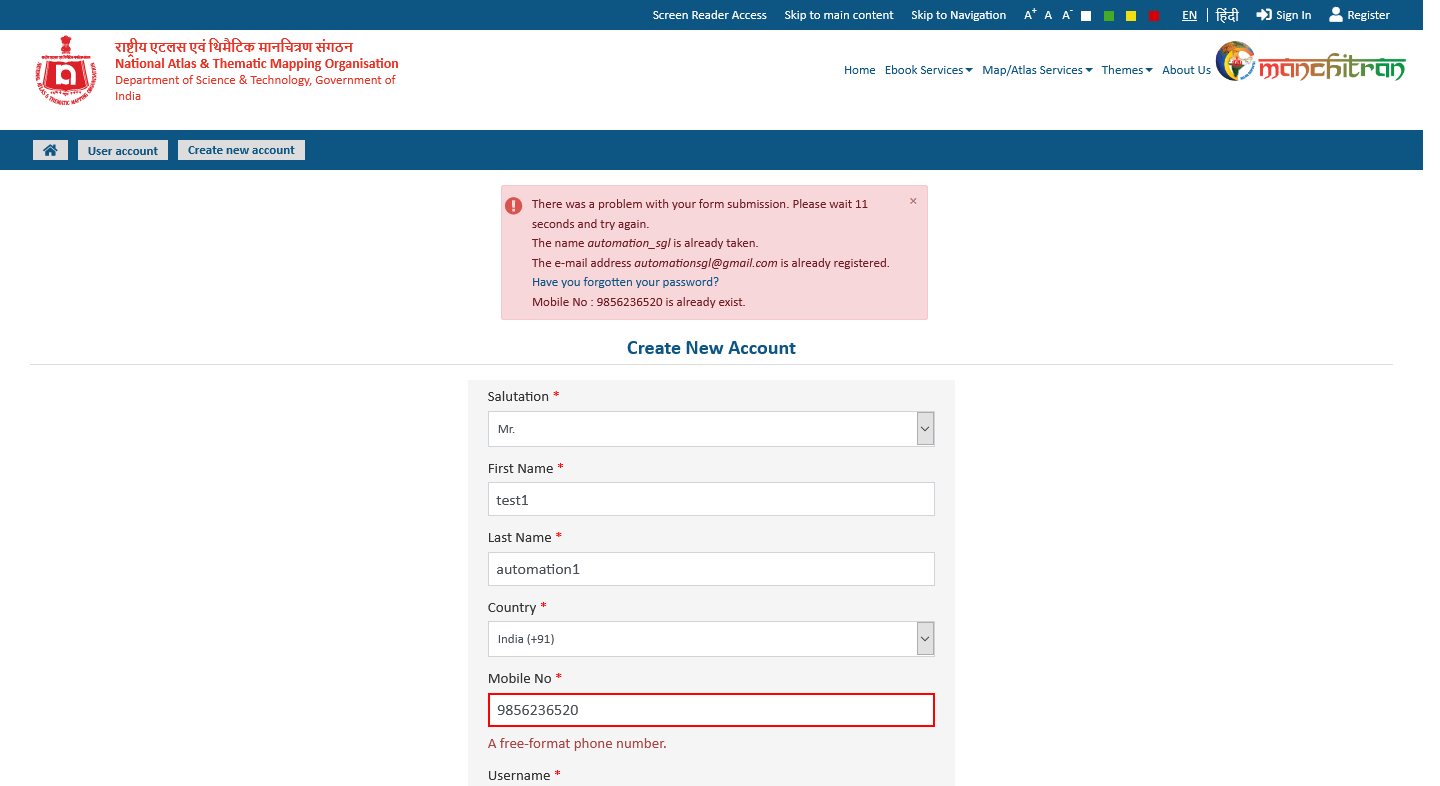 Screen Reader Access Skip to main content Skip to Navigation A+ A A- EN हिंदी Sign In Register
राष्ट्रीय एटलस एवं थिमैटिक मानचित्रण संगठन
National Atlas & Thematic Mapping Organisation
Department of Science & Technology, Government of
India
Home Ebook Services Map/Atlas Services Themes About Us manchitran
User account Create new account
There was a problem with your form submission. Please wait 11 ×
seconds and try again.
The name automation_sgl is already taken.
The e-mail address automationsgl@gmail.com is already registered.
Have you forgotten your password?
Mobile No : 9856236520 is already exist.
Create New Account
Salutation *
Mr.
First Name *
test1
Last Name *
automation1
Country *
India (+91)
Mobile No *
9856236520
A free-format phone number.
Username *